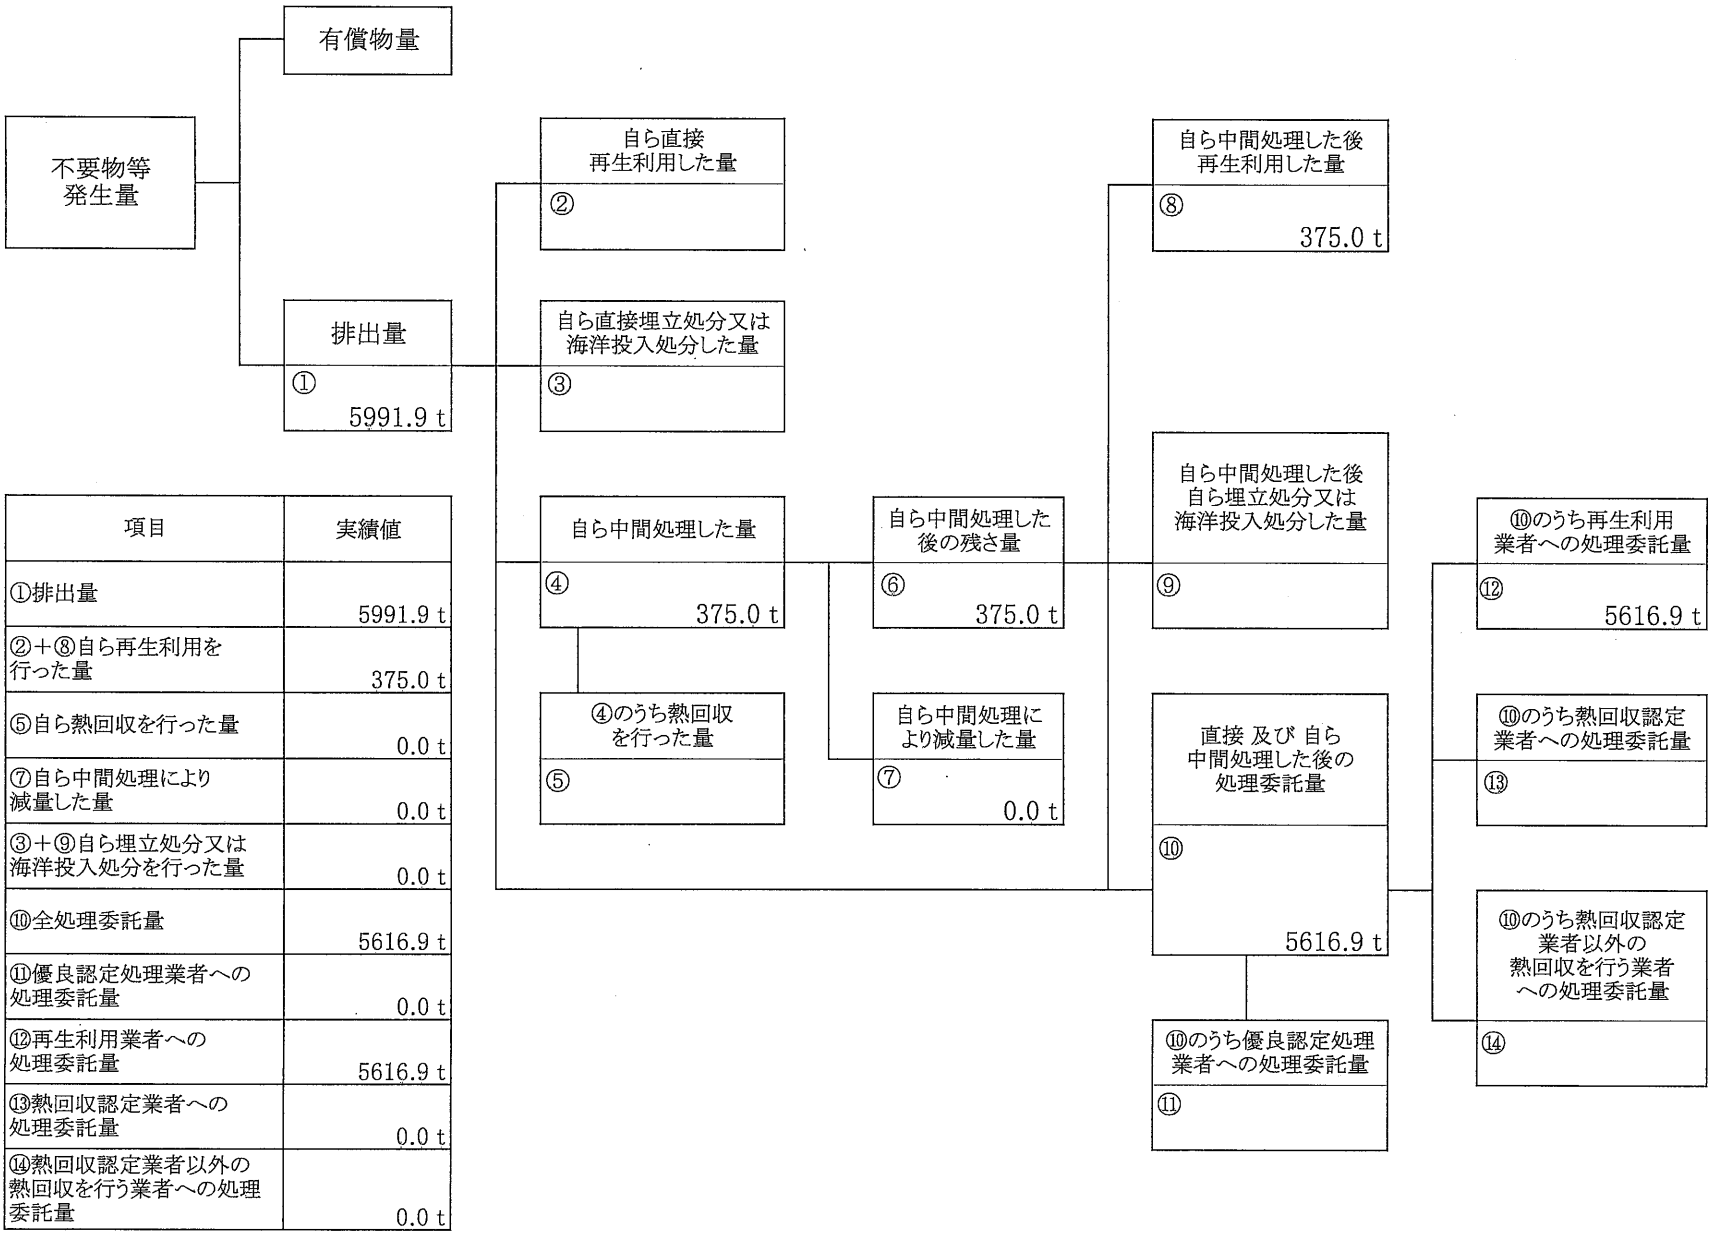 有償物量
不要物等
発生量
自ら直接
再生利用した量
②
自ら中間処理した後
再生利用した量
⑧
375.0 t
排出量
①
5991.9 t
自ら直接埋立処分又は
海洋投入処分した量
③
自ら中間処理した量
④
375.0 t
自ら中間処理した
後の残さ量
⑥
375.0 t
自ら中間処理した後
自ら埋立処分又は
海洋投入処分した量
⑨
⑩のうち再生利用
業者への処理委託量
⑫
5616.9 t
④のうち熱回収
を行った量
⑤
自ら中間処理に
より減量した量
⑦
0.0 t
直接 及び 自ら
中間処理した後の
処理委託量
⑩
5616.9 t
⑩のうち熱回収認定
業者への処理委託量
⑬
⑩のうち熱回収認定
業者以外の
熱回収を行う業者
への処理委託量
⑭
⑩のうち優良認定処理
業者への処理委託量
⑪
項目 実績値
①排出量
5991.9 t
②＋⑧自ら再生利用を
行った量
375.0 t
⑤自ら熱回収を行った量
0.0 t
⑦自ら中間処理により
減量した量
0.0 t
③＋⑨自ら埋立処分又は
海洋投入処分を行った量
0.0 t
⑩全処理委託量
5616.9 t
⑪優良認定処理業者への
処理委託量
0.0 t
⑫再生利用業者への
処理委託量
5616.9 t
⑬熱回収認定業者への
処理委託量
0.0 t
⑭熱回収認定業者以外の
熱回収を行う業者への処理
委託量
0.0 t